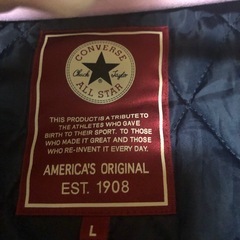 CONVERSE
Chuck Taylor
ALL STAR
THIS PRODUCT IS A TRIBUTE TO
THE ATHLETES WHO GAVE
BIRTH TO THEIR SPORT. TO THOSE
WHO MADE IT GREAT AND THOSE
WHO RE-INVENT IT EVERY DAY.
AMERICA'S ORIGINAL
EST. 1908
L